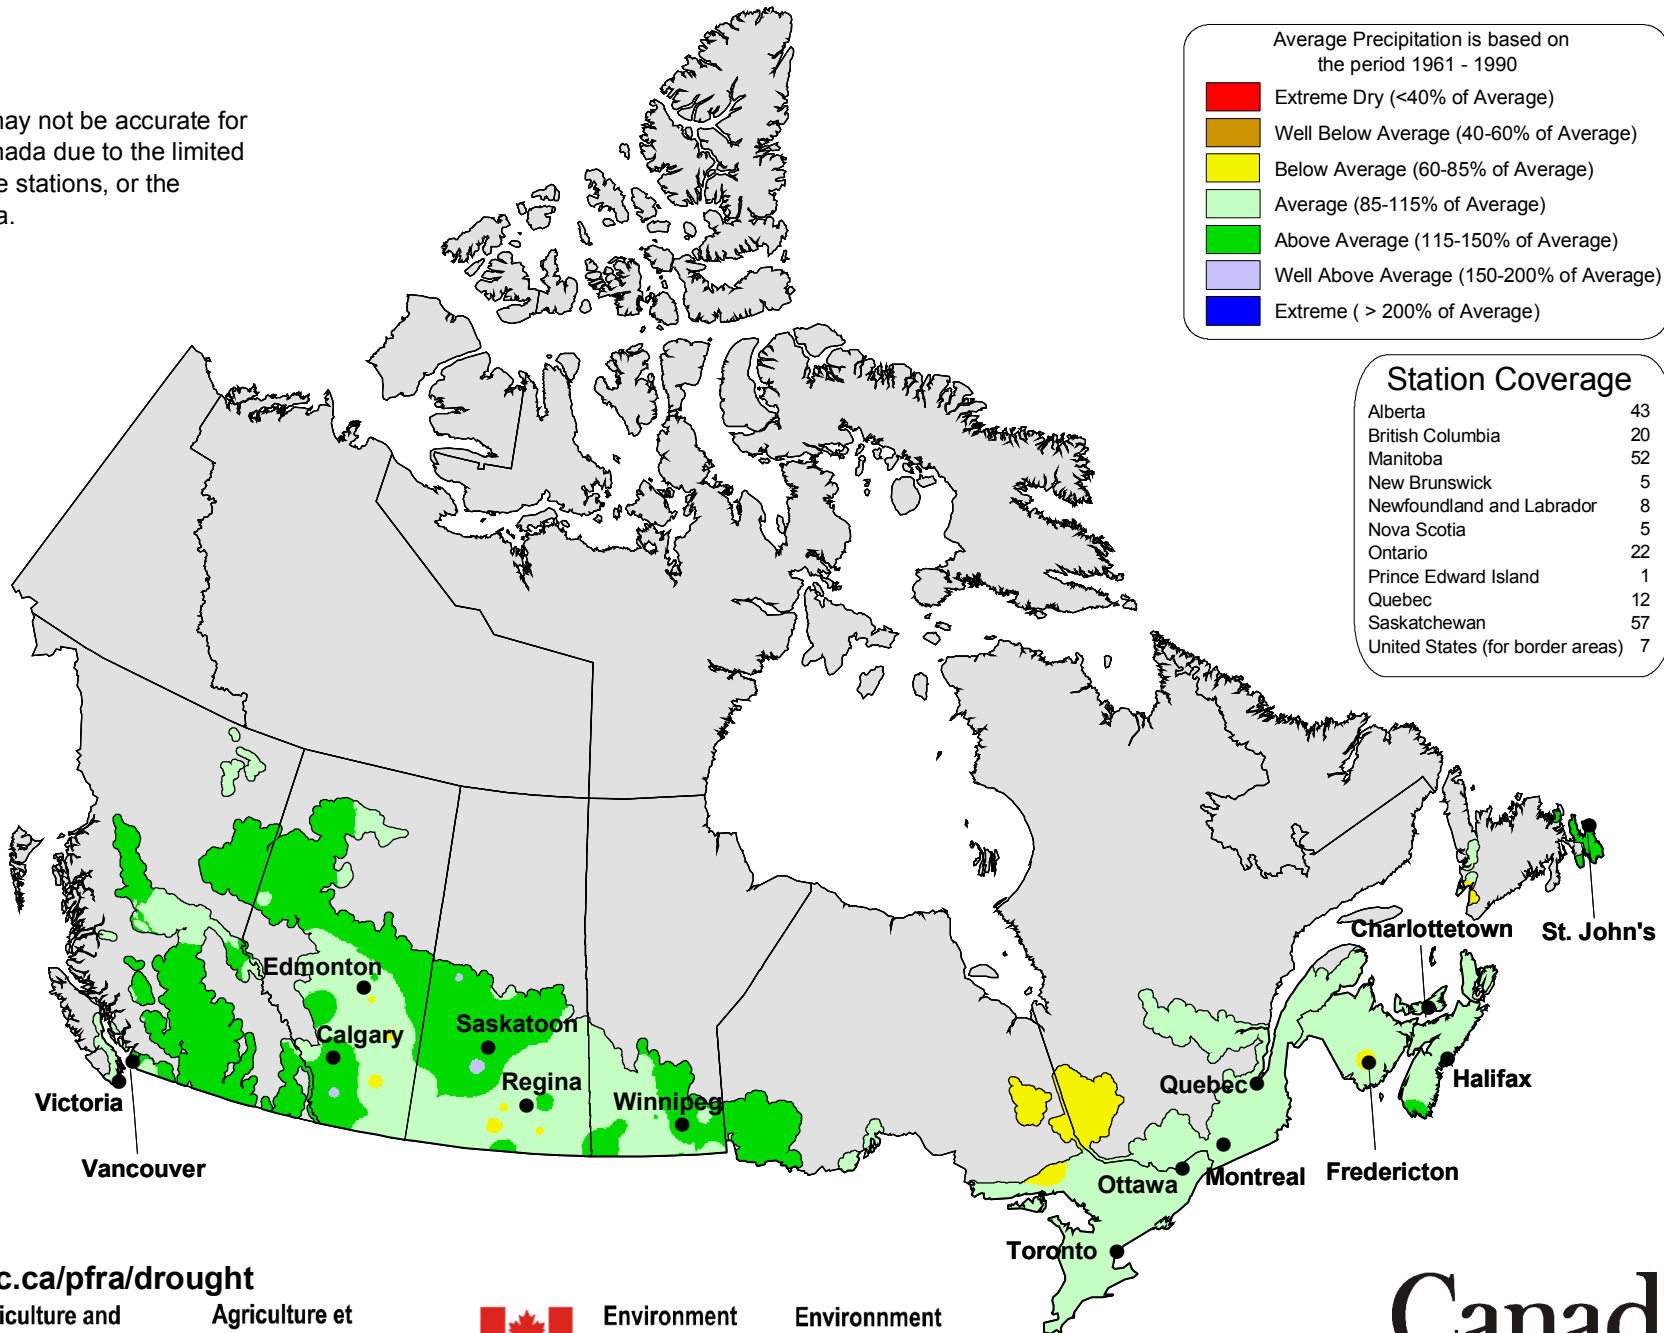 may not be accurate for
nada due to the limited
e stations, or the
a.
Average Precipitation is based on
the period 1961 - 1990
Extreme Dry (<40% of Average)
Well Below Average (40-60% of Average)
Below Average (60-85% of Average)
Average (85-115% of Average)
Above Average (115-150% of Average)
Well Above Average (150-200% of Average)
Extreme ( > 200% of Average)
Station Coverage
Alberta 43
British Columbia 20
Manitoba 52
New Brunswick 5
Newfoundland and Labrador 8
Nova Scotia 5
Ontario 22
Prince Edward Island 1
Quebec 12
Saskatchewan 57
United States (for border areas) 7
Charlottetown
St. John's
Edmonton
Calgary
Saskatoon
Regina
Winnipeg
Victoria
Vancouver
Quebec
Halifax
Ottawa
Montreal
Fredericton
Toronto
c.ca/pfra/drought
iculture and
Agriculture et
Environment
Environnment
Canad